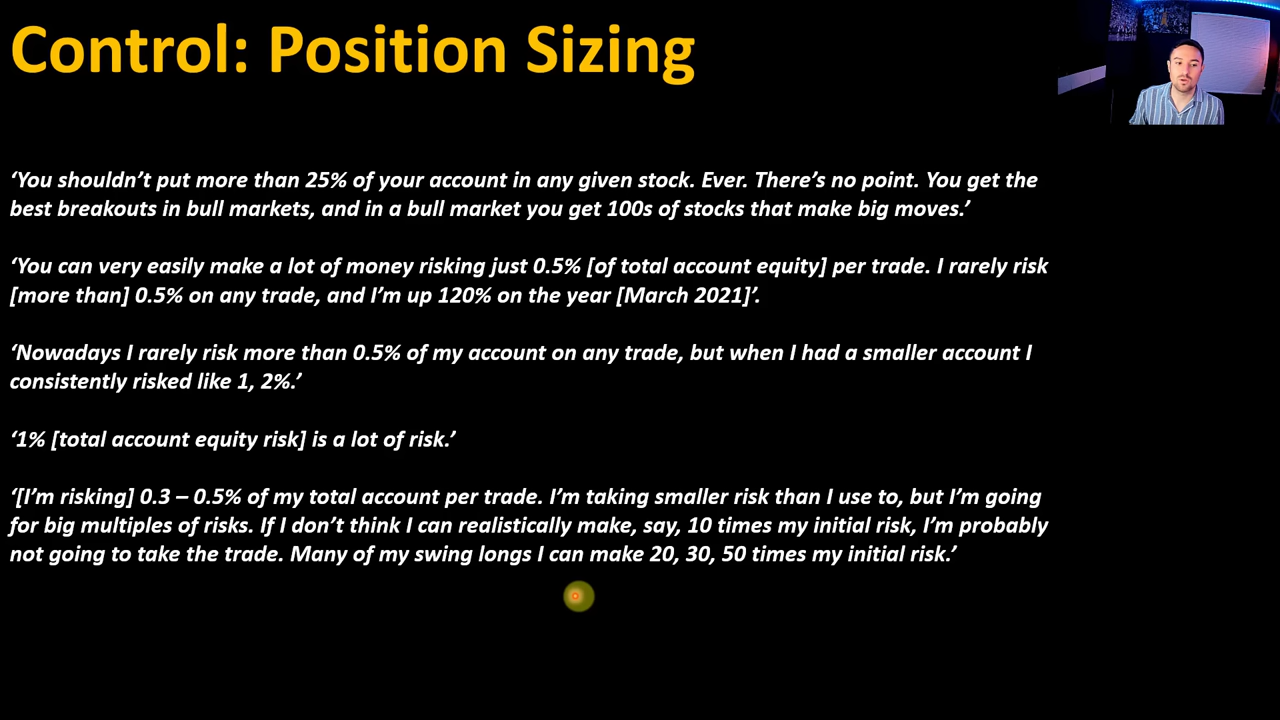 Control: Position Sizing
‘You shouldn’t put more than 25% of your account in any given stock. Ever. There’s no point. You get the
best breakouts in bull markets, and in a bull market you get 100s of stocks that make big moves.’
‘You can very easily make a lot of money risking just 0.5% [of total account equity] per trade. I rarely risk
[more than] 0.5% on any trade, and I’m up 120% on the year [March 2021]’.
‘Nowadays I rarely risk more than 0.5% of my account on any trade, but when I had a smaller account I
consistently risked like 1, 2%.’
‘1% [total account equity risk] is a lot of risk.’
‘[I’m risking] 0.3 – 0.5% of my total account per trade. I’m taking smaller risk than I use to, but I’m going
for big multiples of risks. If I don’t think I can realistically make, say, 10 times my initial risk, I’m probably
not going to take the trade. Many of my swing longs I can make 20, 30, 50 times my initial risk.’